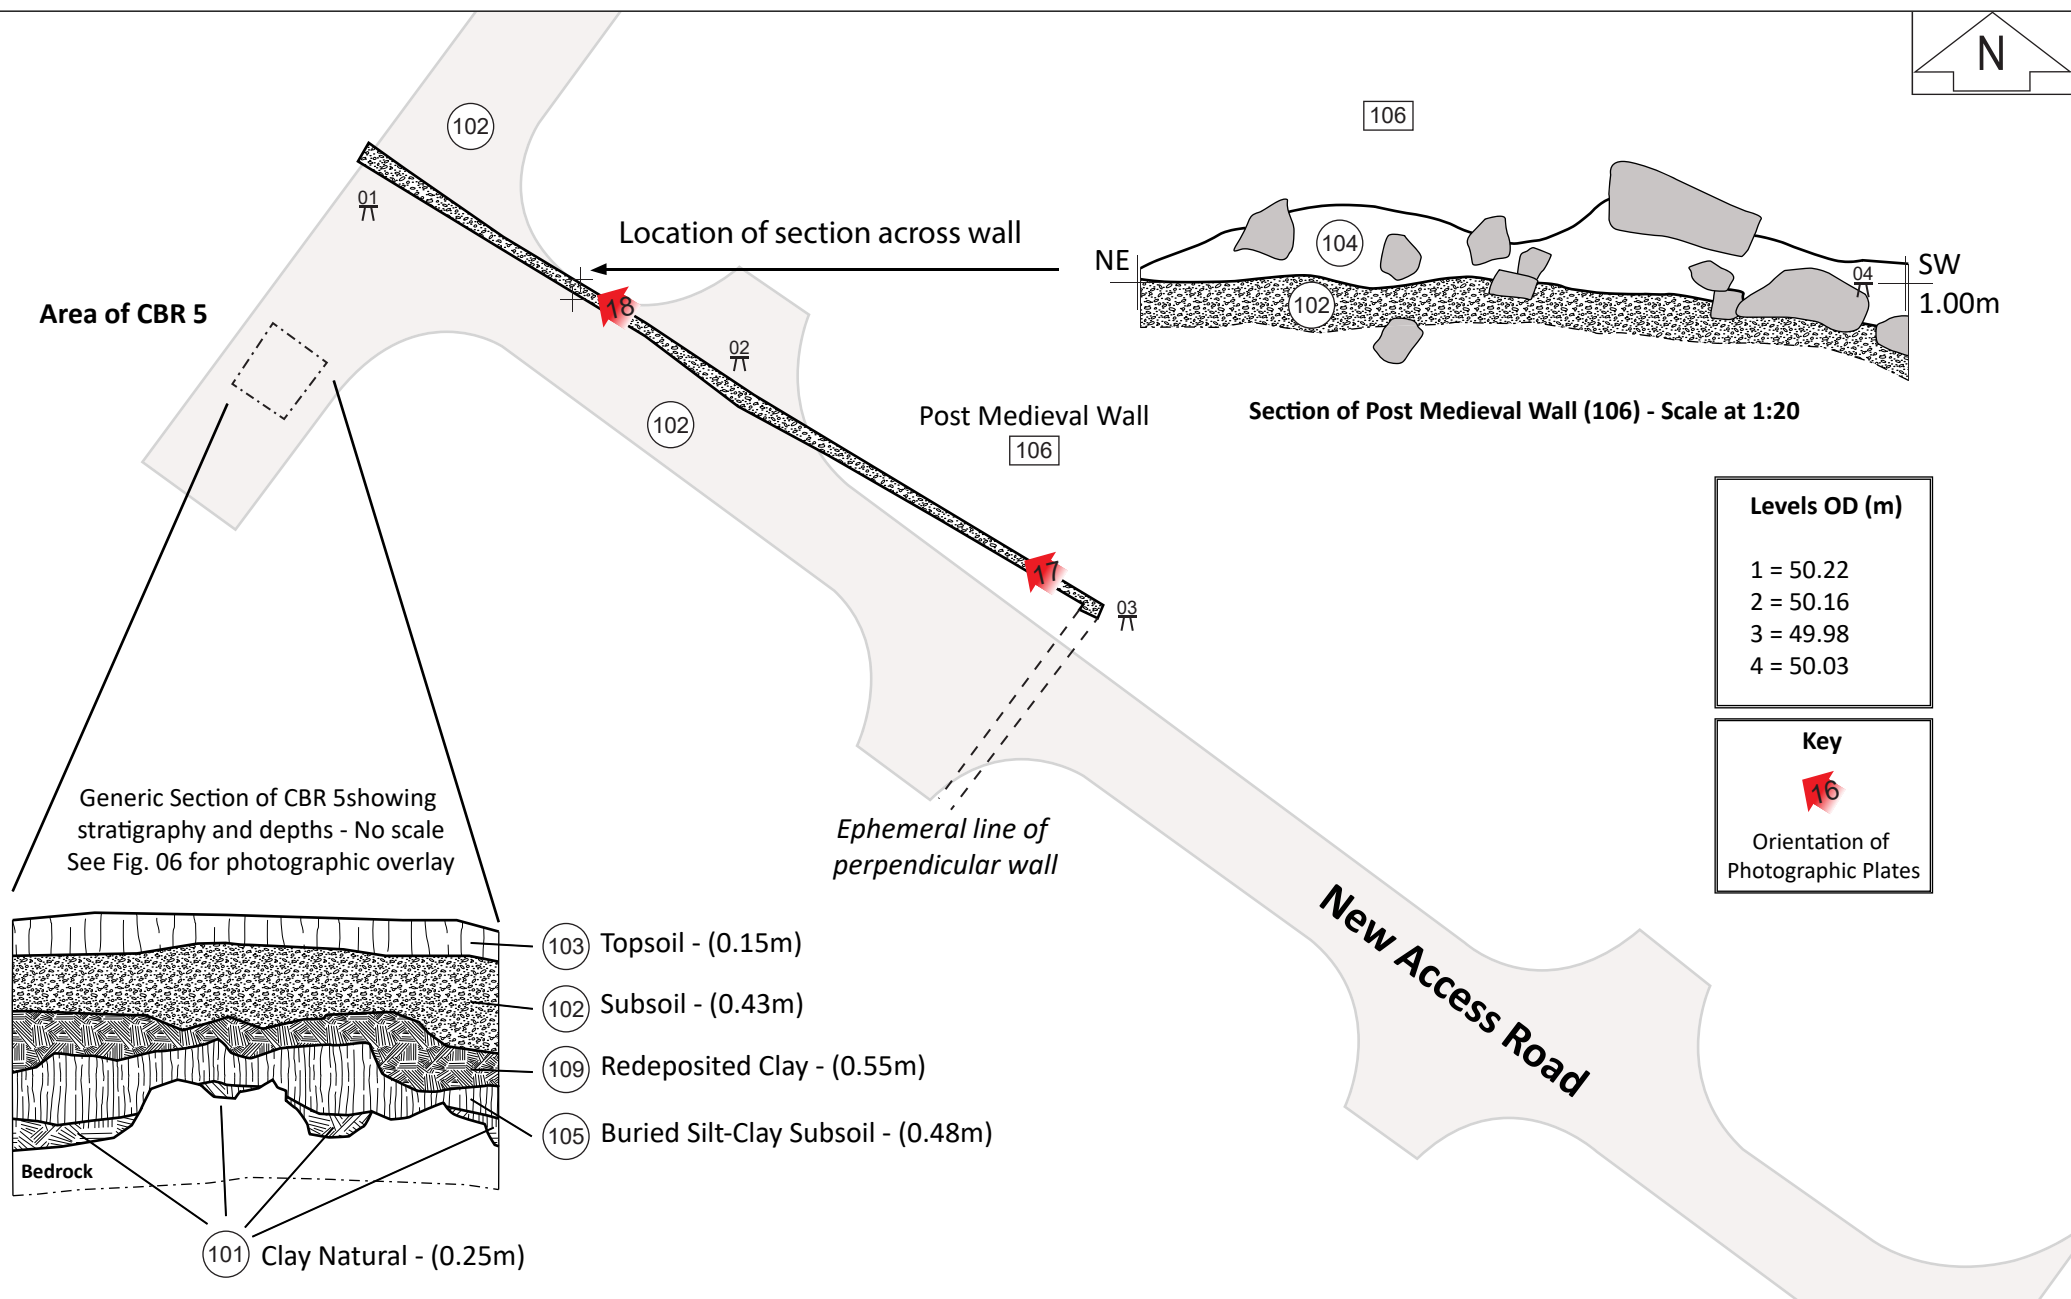 N
102
106
01
Location of section across wall
104
NE
SW
04
1.00m
102
Area of CBR 5
18
02
102
Post Medieval Wall
106
Section of Post Medieval Wall (106) - Scale at 1:20
Levels OD (m)
1 = 50.22
2 = 50.16
3 = 49.98
4 = 50.03
17
03
Key
16
Orientation of
Photographic Plates
Generic Section of CBR 5showing
stratigraphy and depths - No scale
See Fig. 06 for photographic overlay
Ephemeral line of
perpendicular wall
New Access Road
103 Topsoil - (0.15m)
102 Subsoil - (0.43m)
109 Redeposited Clay - (0.55m)
105 Buried Silt-Clay Subsoil - (0.48m)
Bedrock
101 Clay Natural - (0.25m)